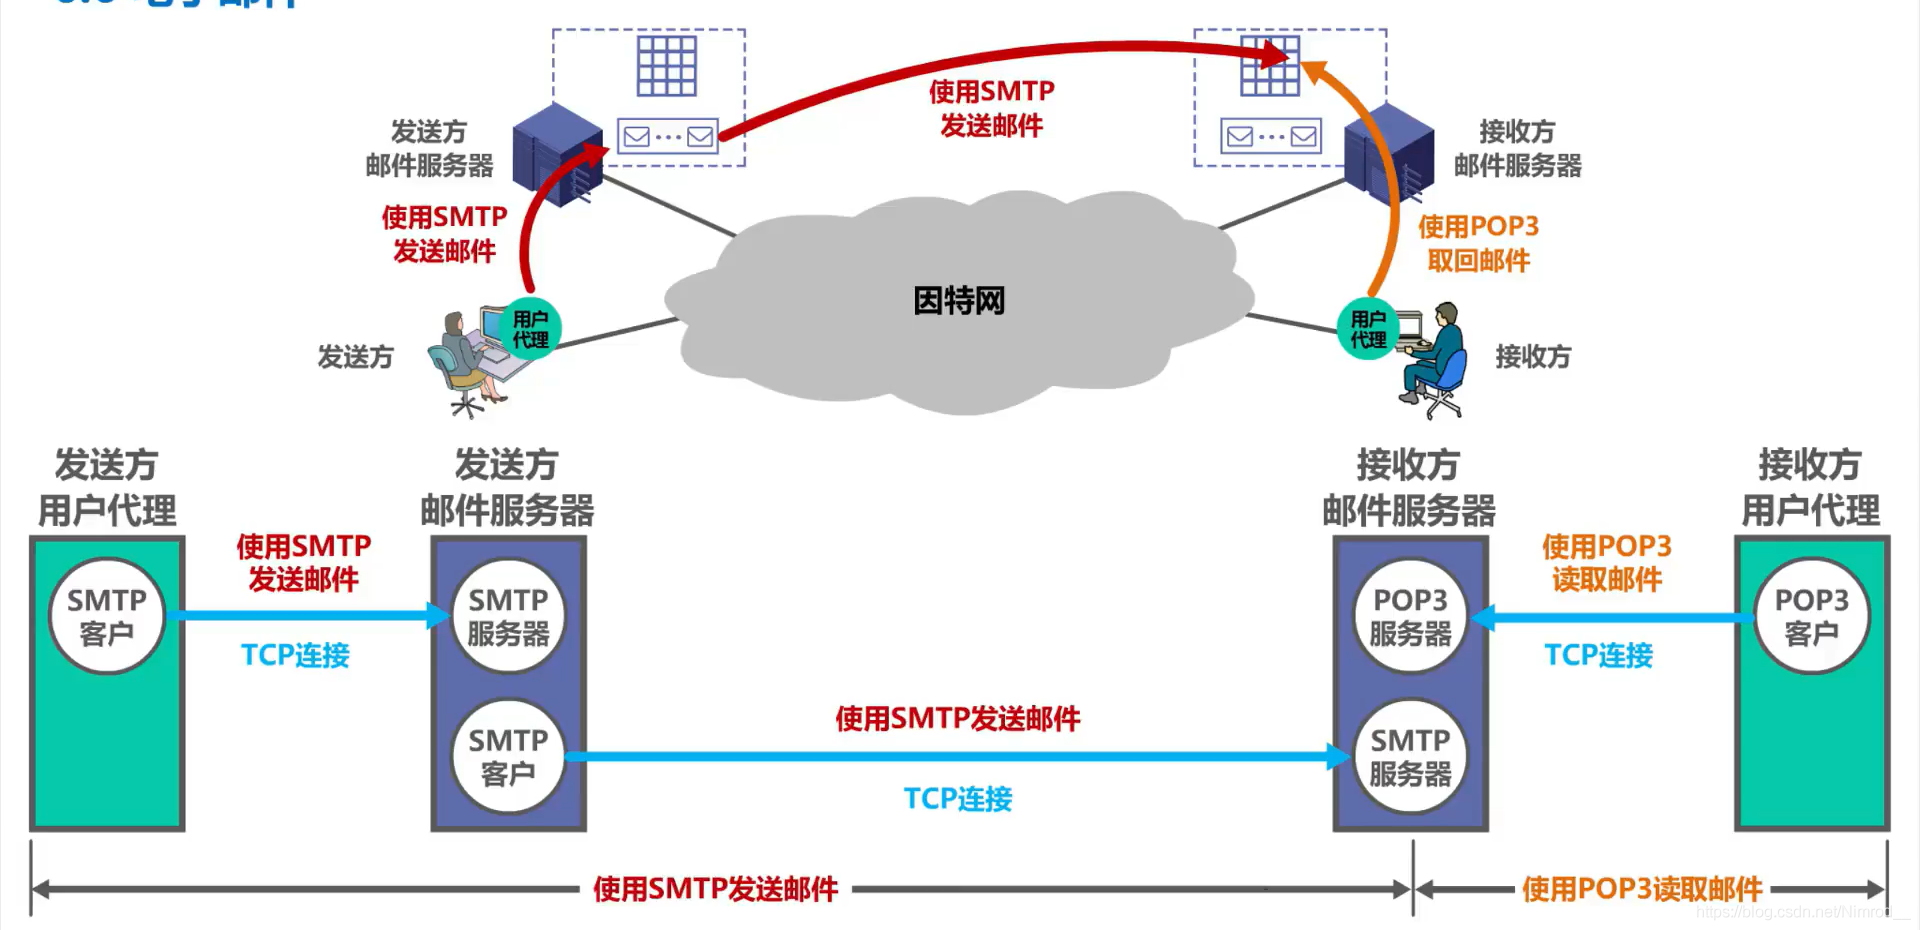 电子邮件
使用SMTP
发送邮件
发送方
邮件服务器
接收方
邮件服务器
使用SMTP
发送邮件
使用POP3
取回邮件
因特网
用户
代理
用户
代理
发送方
接收方
发送方
用户代理
发送方
邮件服务器
接收方
邮件服务器
接收方
用户代理
使用SMTP
发送邮件
使用POP3
读取邮件
SMTP
客户
SMTP
服务器
POP3
服务器
POP3
客户
TCP连接
TCP连接
使用SMTP发送邮件
SMTP
客户
SMTP
服务器
TCP连接
使用SMTP发送邮件
使用POP3读取邮件
https://blog.csdn.net/Nimrod__